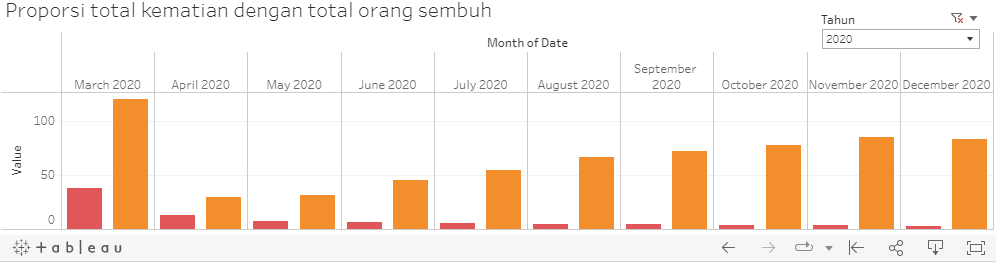 Proporsi total kematian dengan total orang sembuh
Tahun
2020
Month of Date
March 2020 April 2020 May 2020 June 2020 July 2020 August 2020 September 2020 October 2020 November 2020 December 2020
Value
100
50
0
+ableau